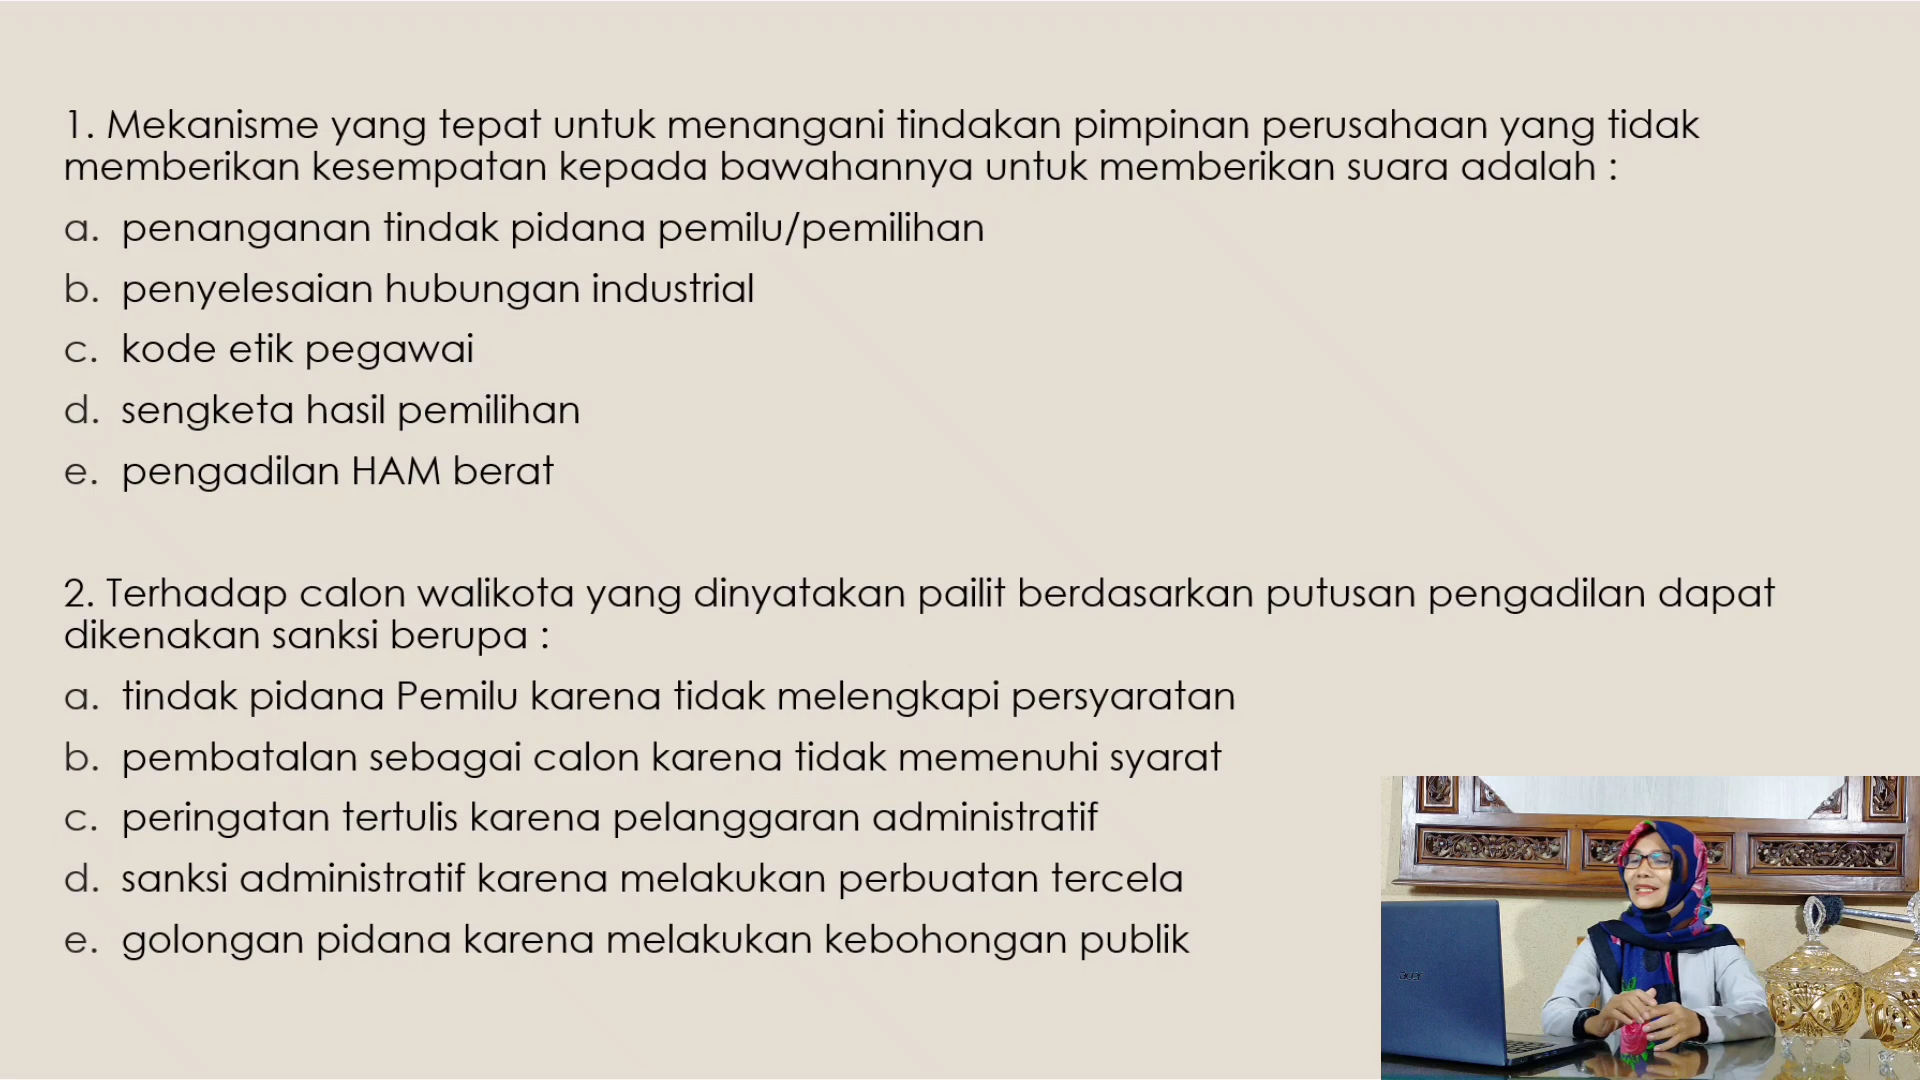 1. Mekanisme yang tepat untuk menangani tindakan pimpinan perusahaan yang tidak
memberikan kesempatan kepada bawahannya untuk memberikan suara adalah :
a. penanganan tindak pidana pemilu/pemilihan
b. penyelesaian hubungan industrial
c. kode etik pegawai
d. sengketa hasil pemilihan
e. pengadilan HAM berat
2. Terhadap calon walikota yang dinyatakan pailit berdasarkan putusan pengadilan dapat
dikenakan sanksi berupa :
a. tindak pidana Pemilu karena tidak melengkapi persyaratan
b. pembatalan sebagai calon karena tidak memenuhi syarat
c. peringatan tertulis karena pelanggaran administratif
d. sanksi administratif karena melakukan perbuatan tercela
e. golongan pidana karena melakukan kebohongan publik
acer